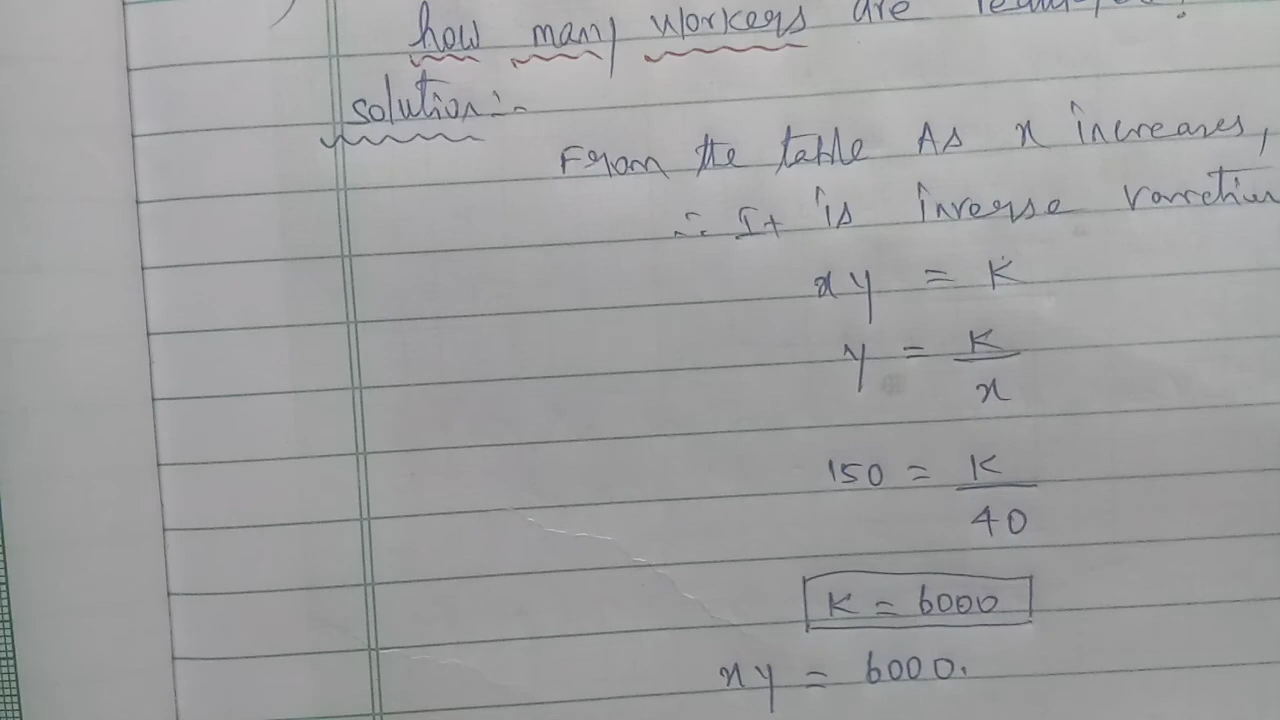 how many workers are
solution:-
From the table As x increases,
∴ It is inverse
xy = K
y = K/x
150 = K/40
K = 6000
xy = 6000.